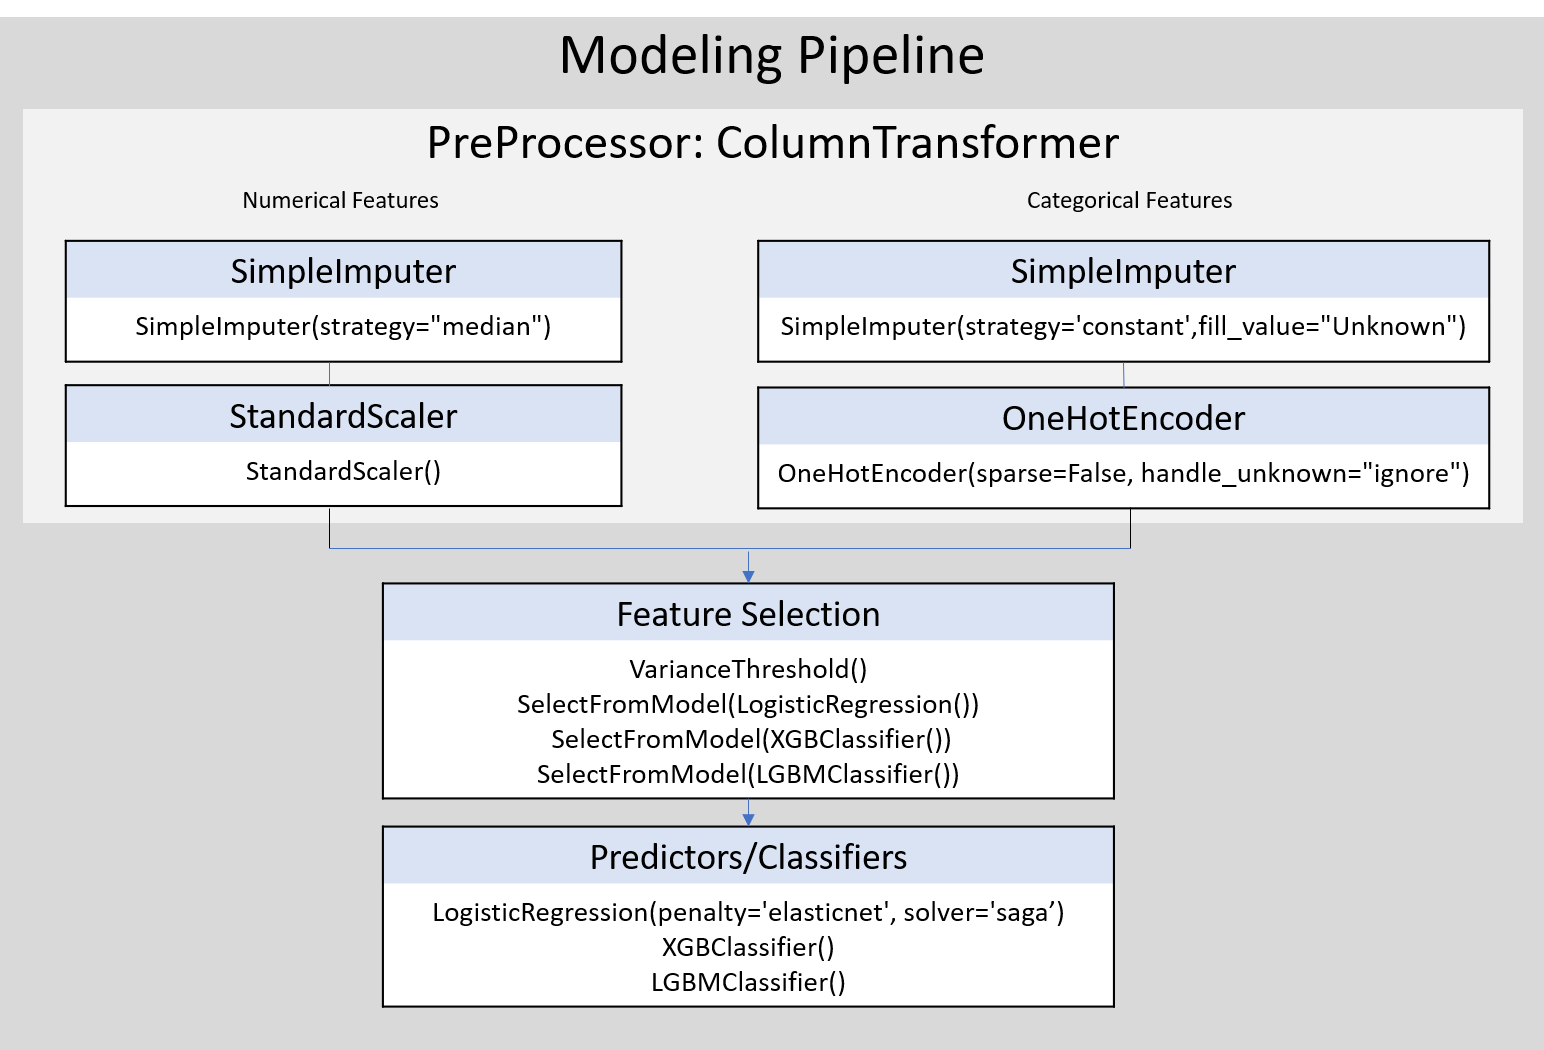 Modeling Pipeline
PreProcessor: ColumnTransformer
Numerical Features
SimpleImputer
SimpleImputer(strategy="median")
StandardScaler
StandardScaler()
Categorical Features
SimpleImputer
SimpleImputer(strategy='constant',fill_value="Unknown")
OneHotEncoder
OneHotEncoder(sparse=False, handle_unknown="ignore")
Feature Selection
VarianceThreshold()
SelectFromModel(LogisticRegression())
SelectFromModel(XGBClassifier())
SelectFromModel(LGBMClassifier())
Predictors/Classifiers
LogisticRegression(penalty='elasticnet', solver='saga’)
XGBClassifier()
LGBMClassifier()